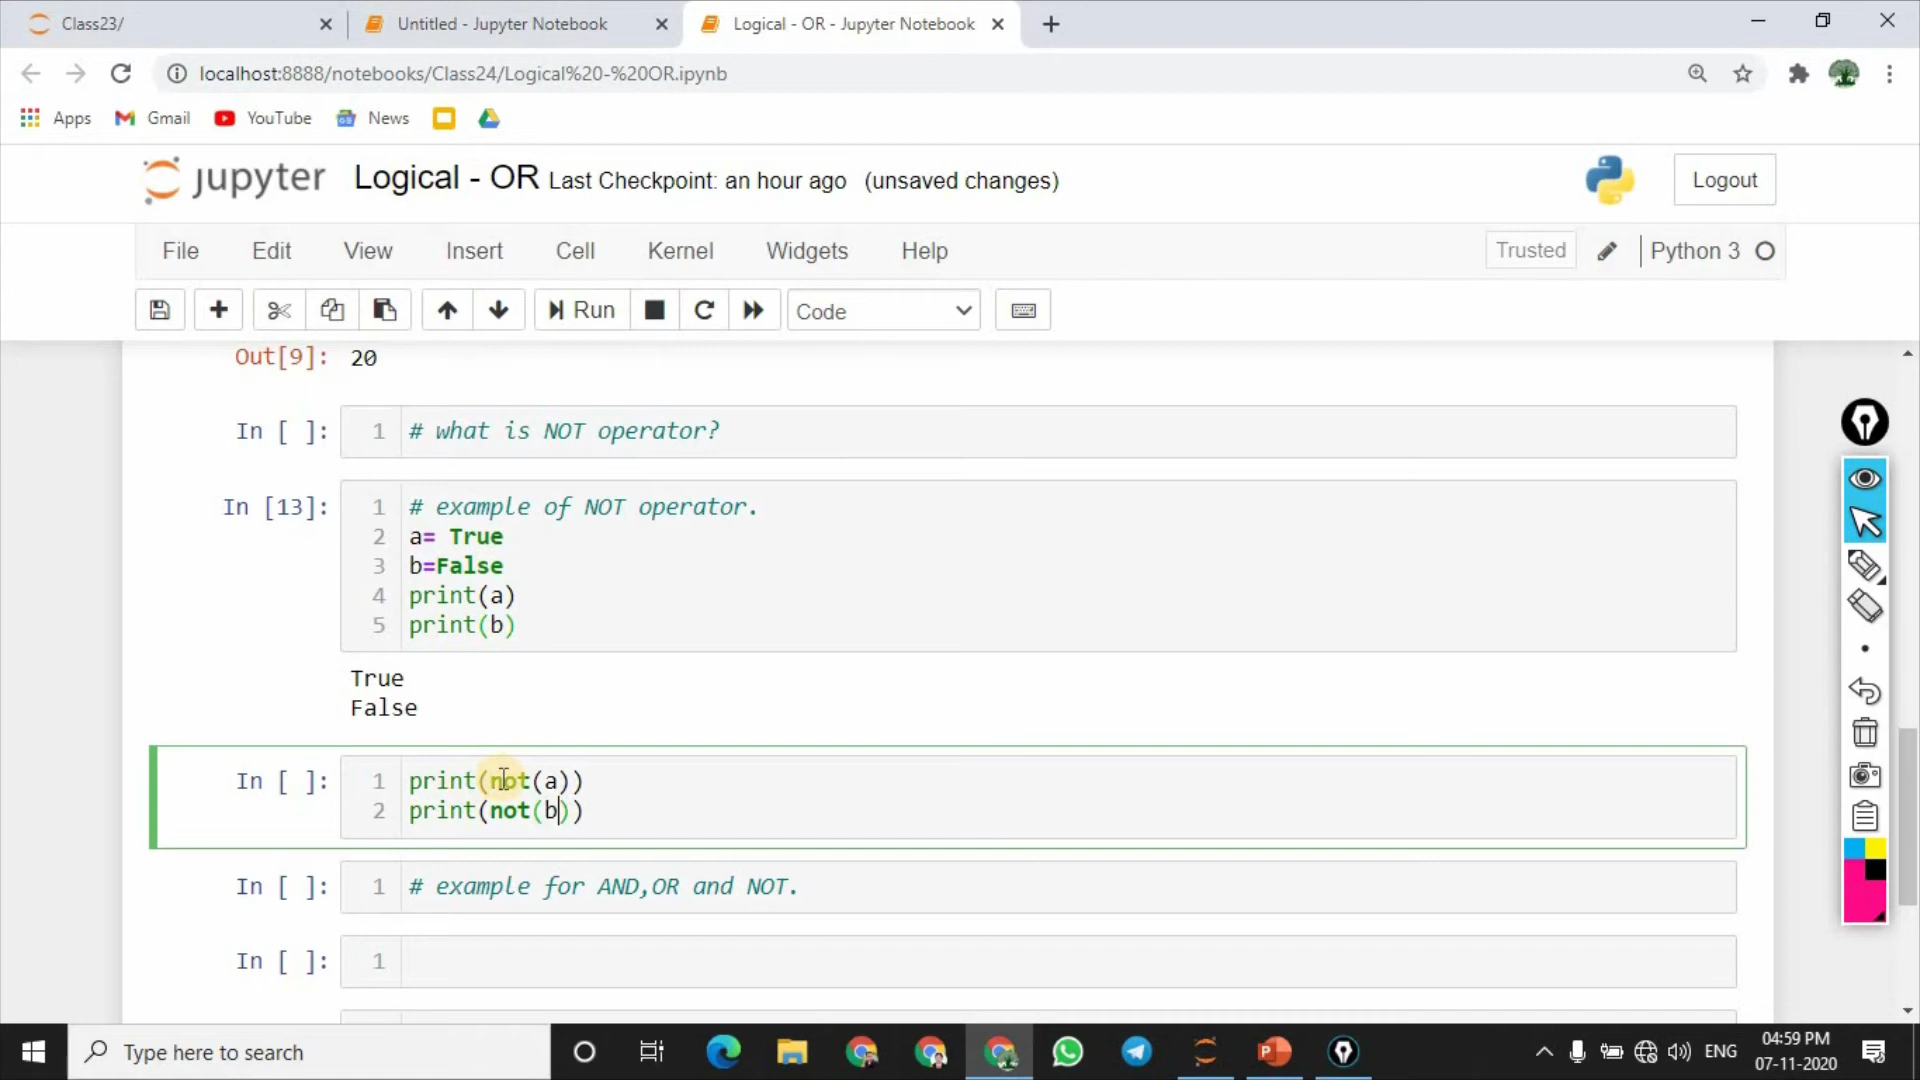 Class23/
Untitled - Jupyter Notebook
Logical - OR - Jupyter Notebook
localhost:8888/notebooks/Class24/Logical%20-%20OR.ipynb
Apps
Gmail
YouTube
News
jupyter
Logical - OR Last Checkpoint: an hour ago (unsaved changes)
Logout
File
Edit
View
Insert
Cell
Kernel
Widgets
Help
Trusted
Python 3
Run
Code
Out[9]: 20
In [ ]: 1 # what is NOT operator?
In [13]: 1 # example of NOT operator.
2 a= True
3 b=False
4 print(a)
5 print(b)
True
False
In [ ]: 1 print(not(a))
2 print(not(b))
In [ ]: 1 # example for AND,OR and NOT.
In [ ]: 1
Type here to search
ENG
04:59 PM
07-11-2020